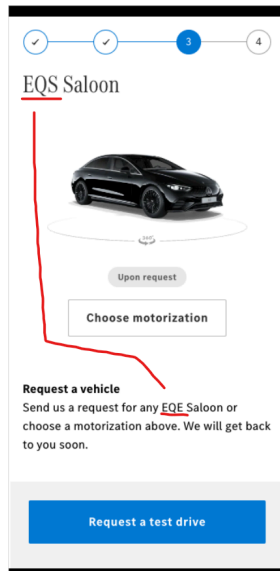 3 4
EQS Saloon
360°
Upon request
Choose motorization
Request a vehicle
Send us a request for any EQE Saloon or
choose a motorization above. We will get back
to you soon.
Request a test drive